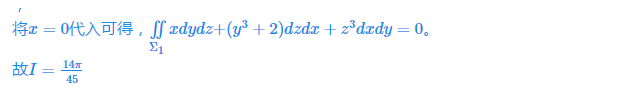 ,
将x = 0代入可得，∬_{Σ₁} xdydz+(y³ + 2)dzdx + z³dxdy = 0。
故I = 14π/45